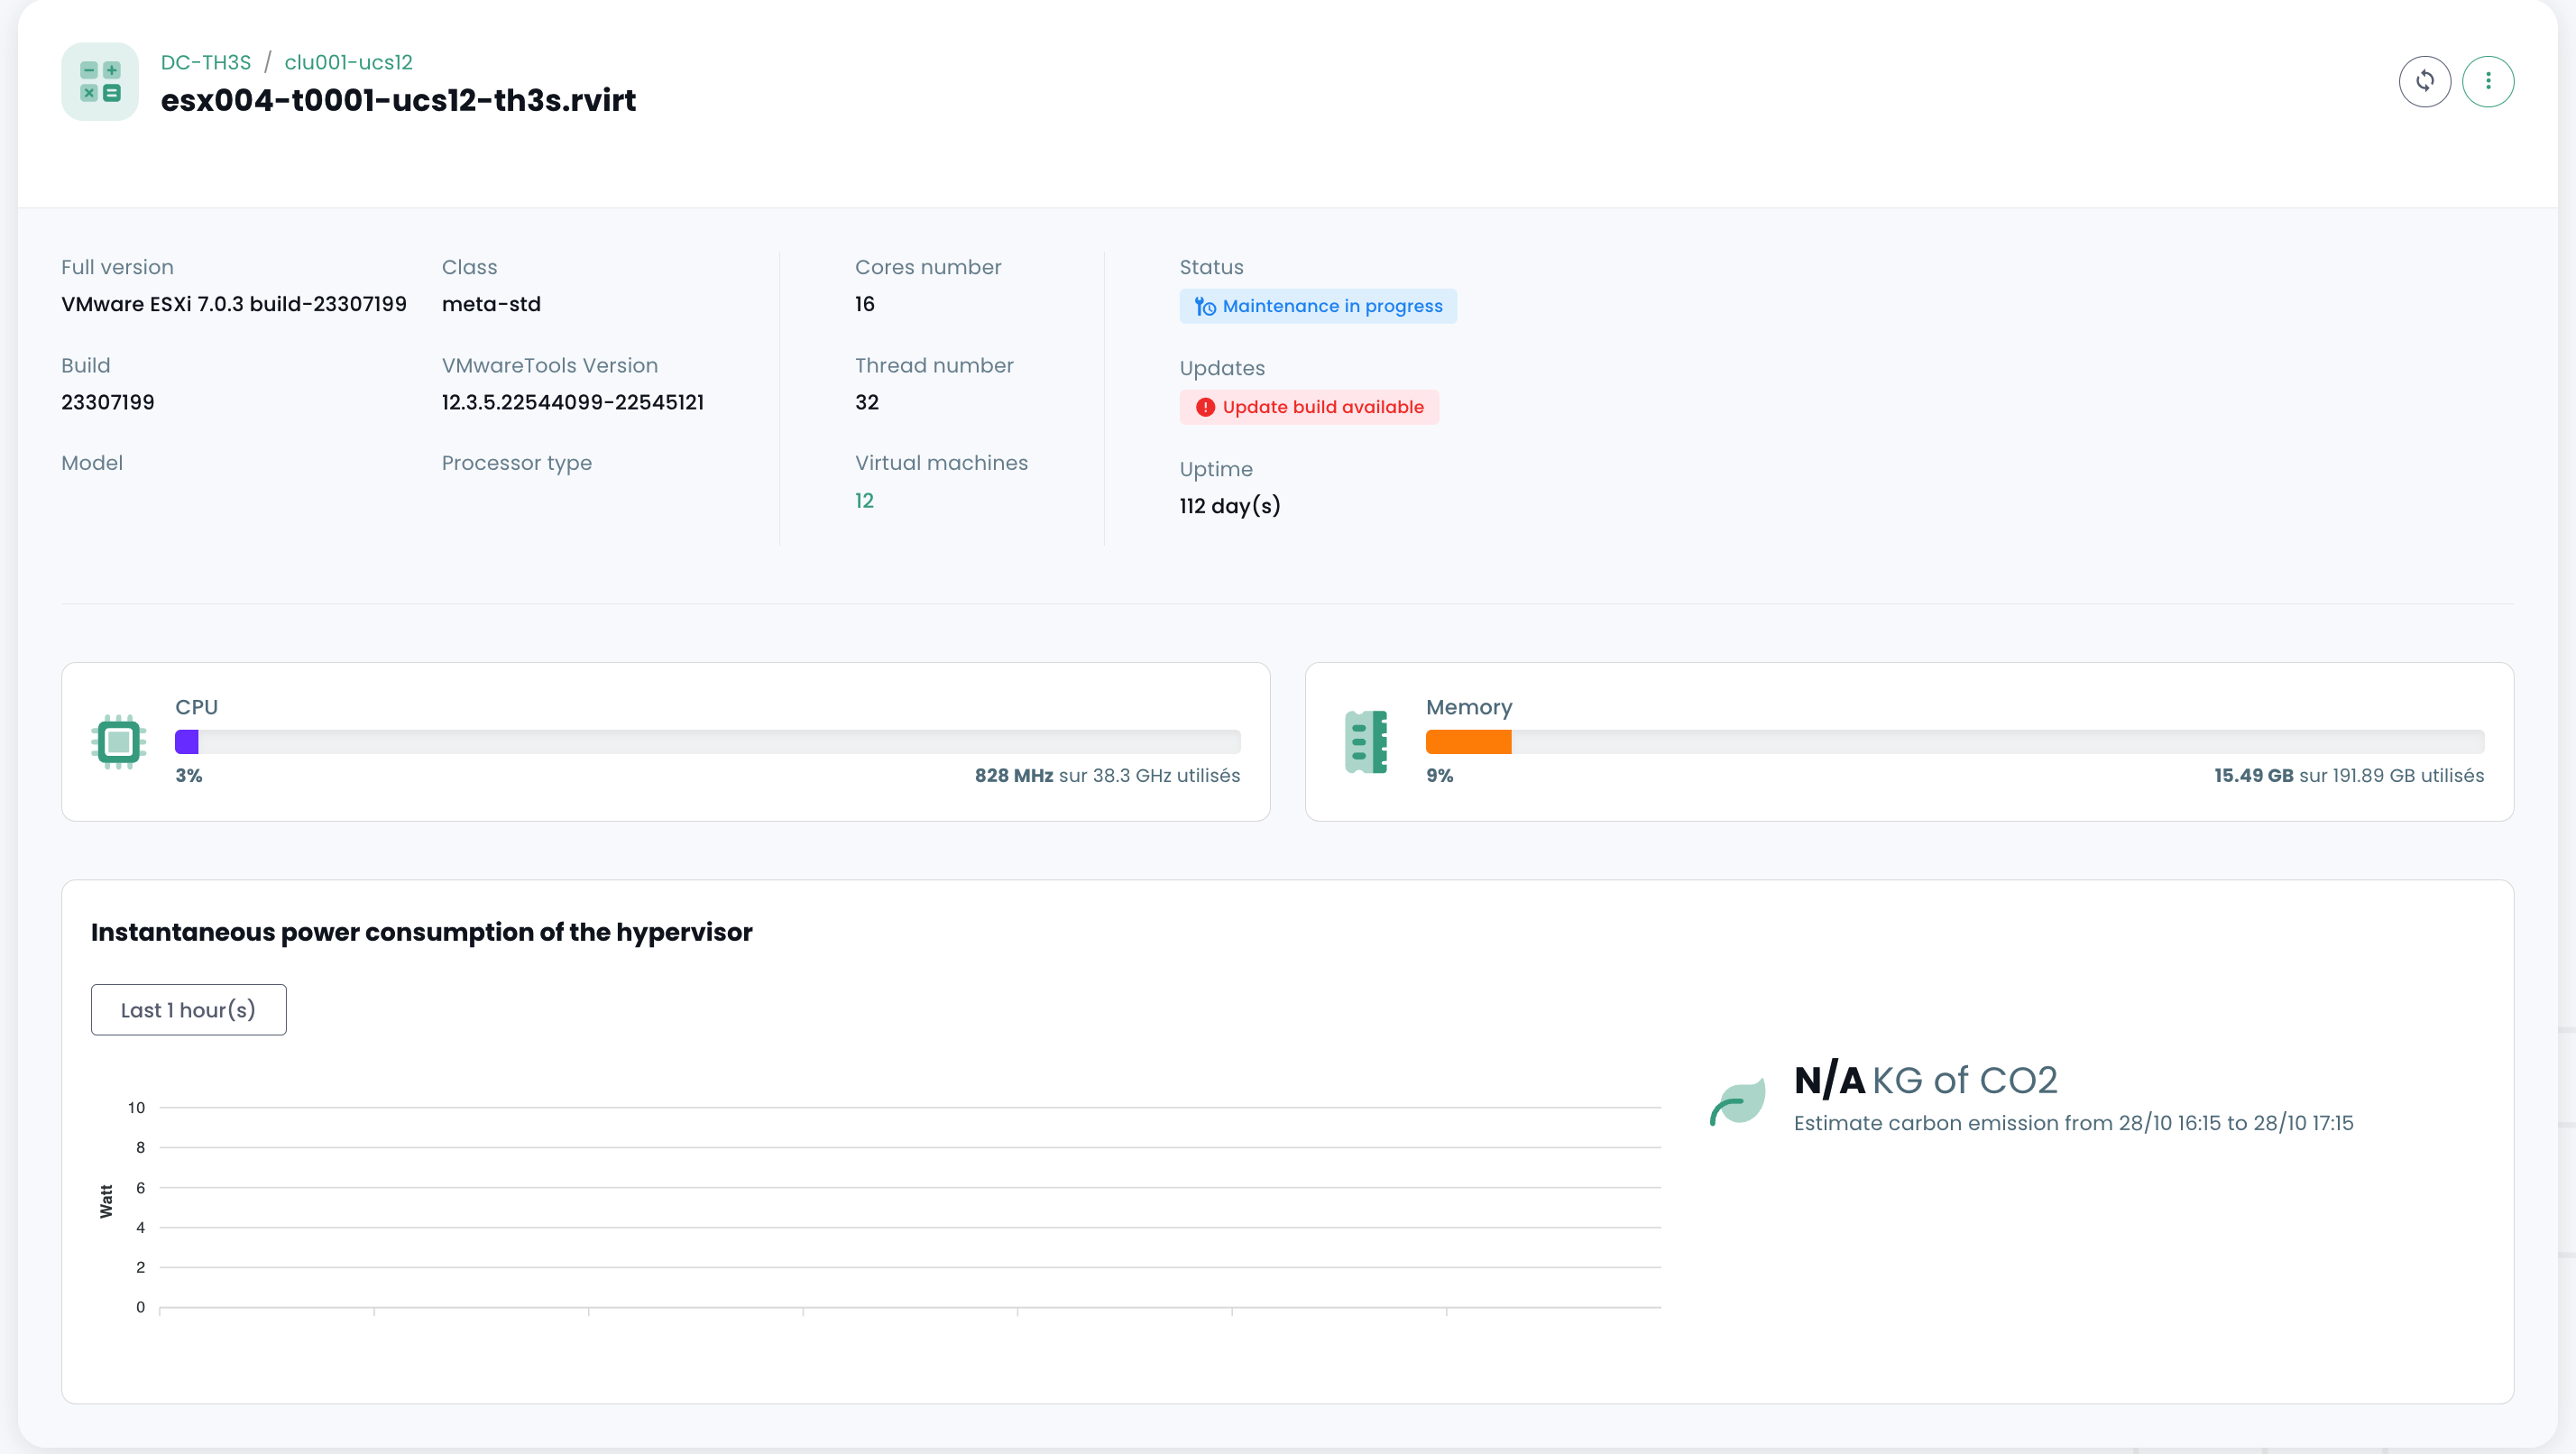 DC-TH3S / clu001-ucs12
esx004-t0001-ucs12-th3s.rvirt
Full version
VMware ESXi 7.0.3 build-23307199
Class
meta-std
Cores number
16
Status
Maintenance in progress
Build
23307199
VMwareTools Version
12.3.5.22544099-22545121
Thread number
32
Updates
Update build available
Model
Processor type
Virtual machines
12
Uptime
112 day(s)
CPU
3%
828 MHz sur 38.3 GHz utilisés
Memory
9%
15.49 GB sur 191.89 GB utilisés
Instantaneous power consumption of the hypervisor
Last 1 hour(s)
Watt
10
8
6
4
2
0
N/A KG of CO2
Estimate carbon emission from 28/10 16:15 to 28/10 17:15